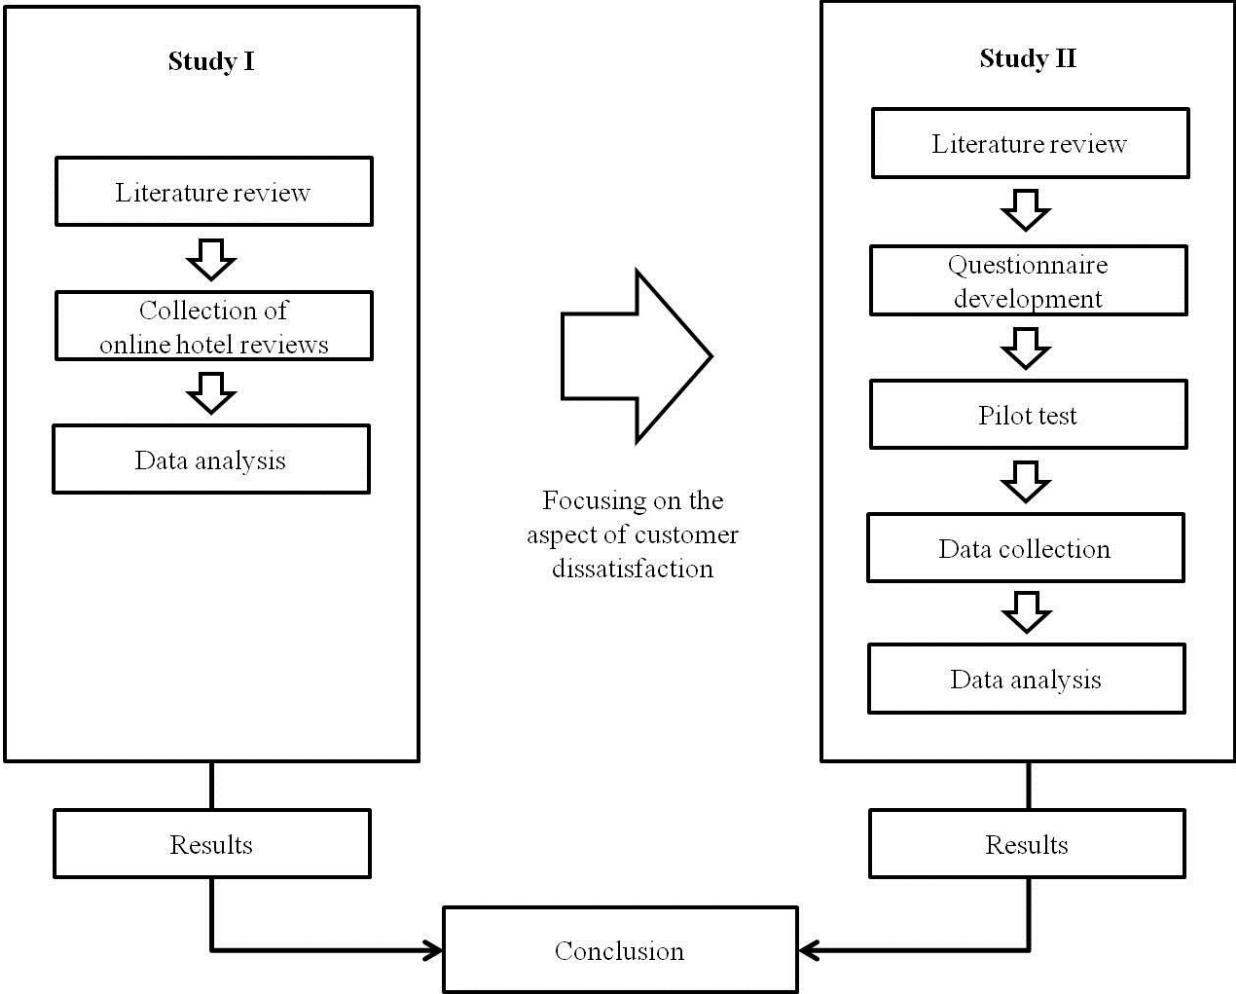 Study I
Literature review
Collection of
online hotel reviews
Data analysis
Focusing on the
aspect of customer
dissatisfaction
Study II
Literature review
Questionnaire
development
Pilot test
Data collection
Data analysis
Results
Results
Conclusion